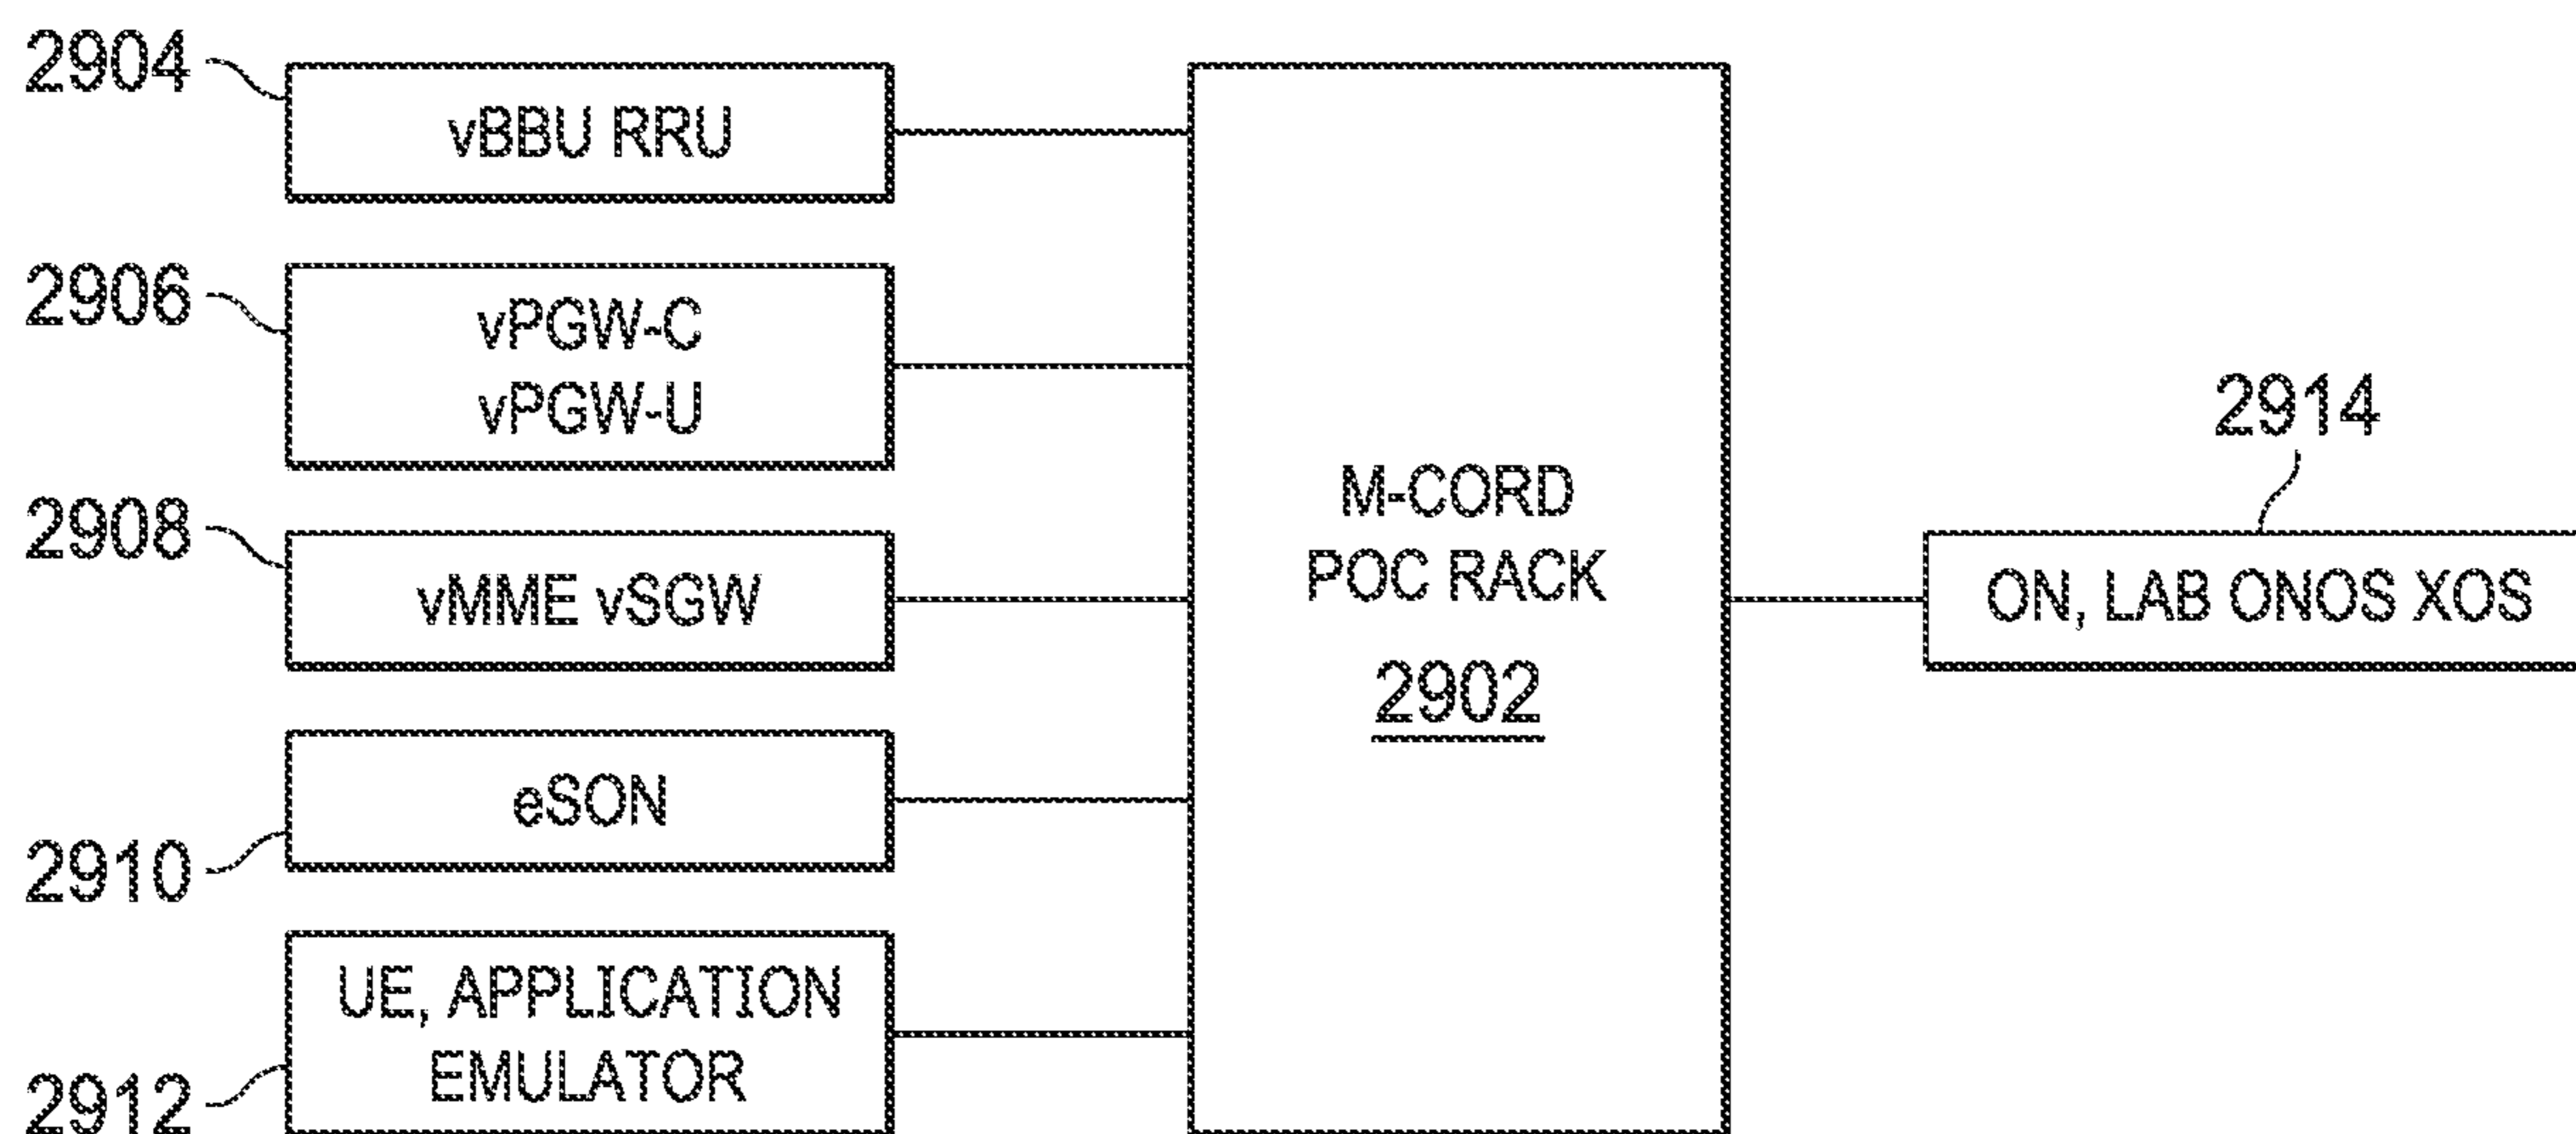 2904
vBBU RRU
2906
vPGW-C
vPGW-U
2908
vMME vSGW
2910
eSON
2912
UE, APPLICATION
EMULATOR
M-CORD
POC RACK
2902
2914
ON, LAB ONOS XOS